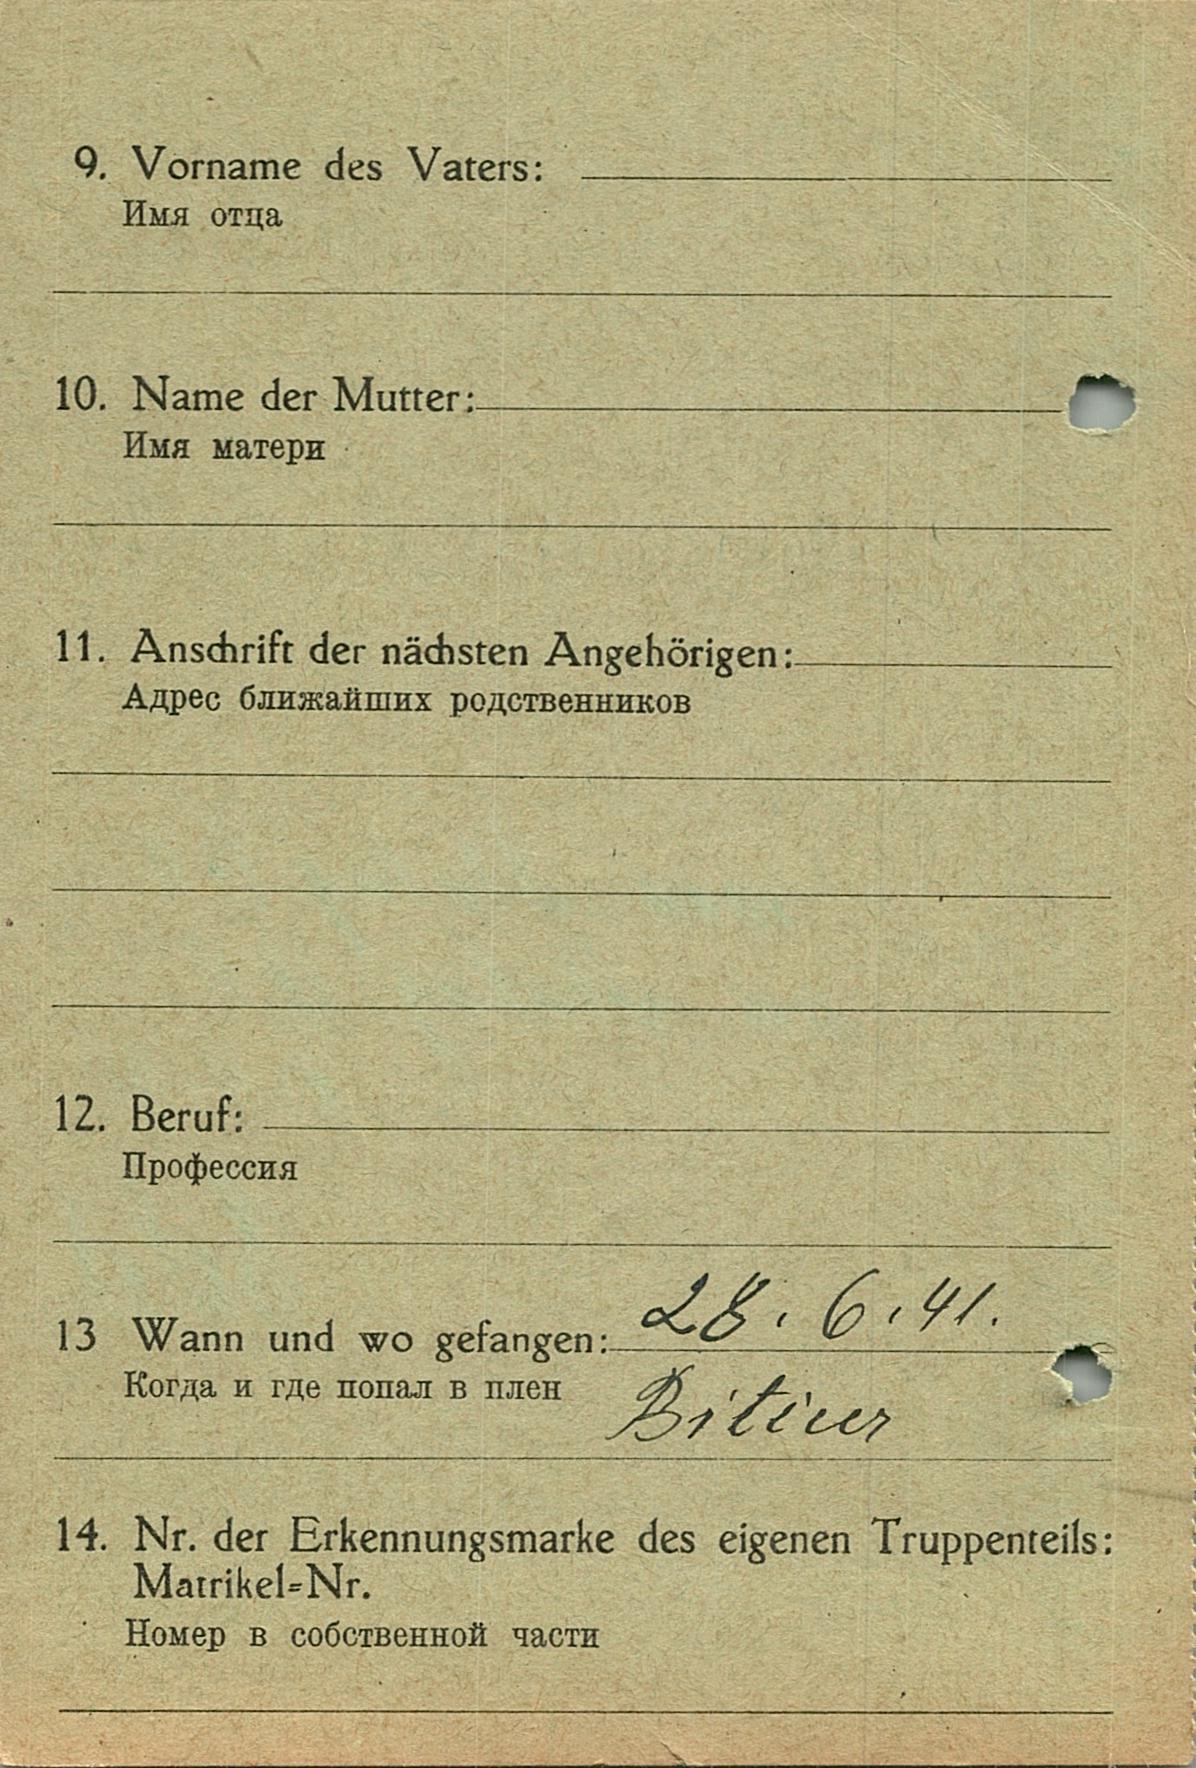 9. Vorname des Vaters:
Имя отца
10. Name der Mutter:
Имя матери
11. Anschrift der nächsten Angehörigen:
Адрес ближайших родственников
12. Beruf:
Профессия
28.6.41.
13 Wann und wo gefangen:
Когда и где попал в плен
14. Nr. der Erkennungsmarke des eigenen Truppenteils:
Matrikel=Nr.
Номер в собственной части